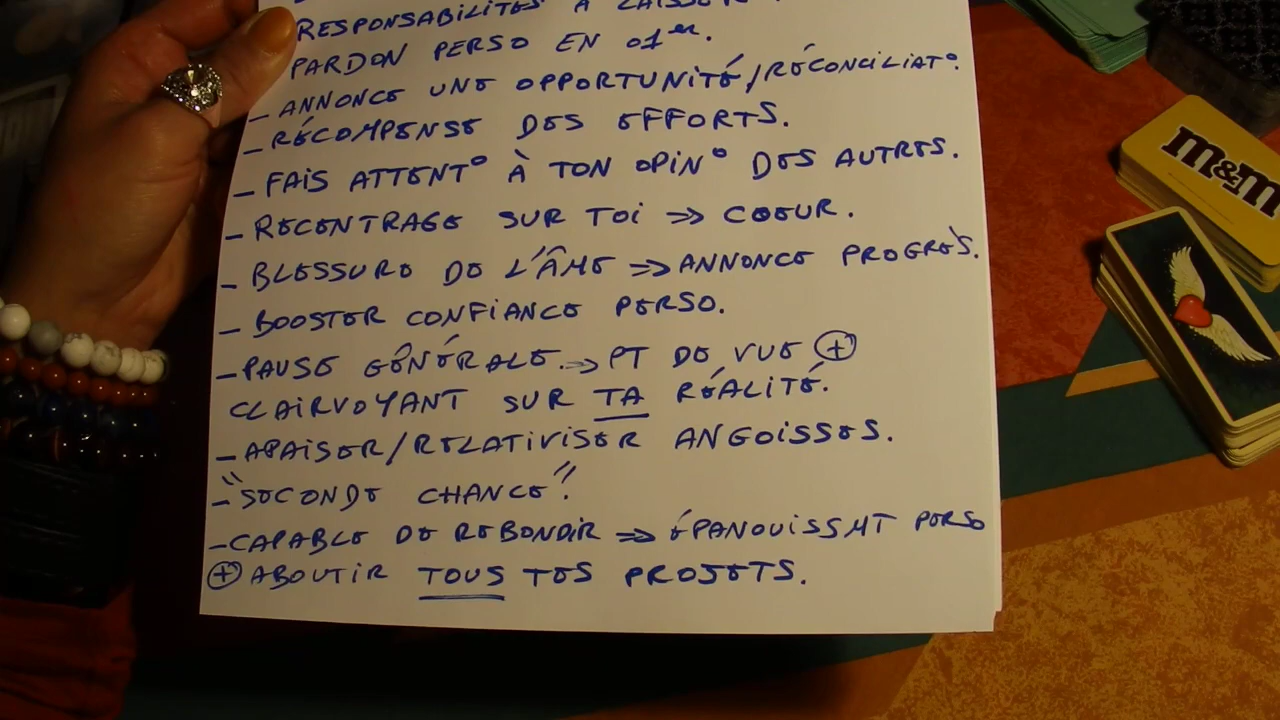 RESPONSABILITÉS À LAISSER
PARDON PERSO EN 01er.
- ANNONCE UNE OPPORTUNITÉ/RÉCONCILIAT°.
- RÉCOMPENSE DES EFFORTS.
- FAIS ATTENT° À TON OPIN° DES AUTRES.
- RECENTRAGE SUR TOI => COEUR.
- BLESSURE DE L'ÂME => ANNONCE PROGRÈS.
- BOOSTER CONFIANCE PERSO.
- PAUSE GÉNÉRALE => PT DE VUE ⊕
CLAIRVOYANT SUR TA RÉALITÉ.
- APAISER/RELATIVISER ANGOISSES.
- "SECONDE CHANCE".
- CAPABLE DE REBONDIR => ÉPANOUISSMT PERSO
⊕ ABOUTIR TOUS TES PROJETS.
M&M